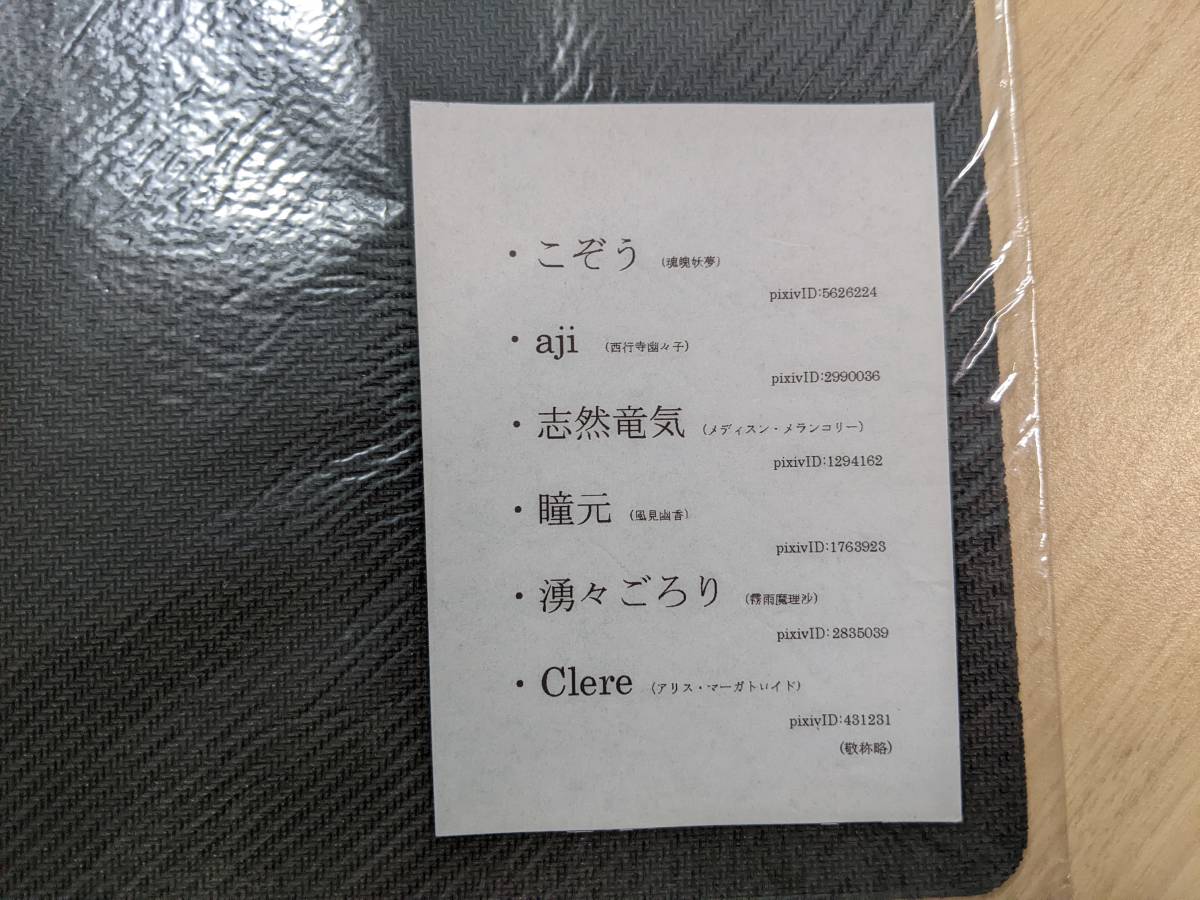 ・こぞう (魂魄妖夢)
pixivID:5626224
・aji (西行寺幽々子)
pixivID:2990036
・志然竜気 (メディスン・メランコリー)
pixivID:1294162
・瞳元 (風見幽香)
pixivID:1763923
・湧々ごろり (霧雨魔理沙)
pixivID:2835039
・Clere (アリス・マーガトロイド)
pixivID:431231
(敬称略)